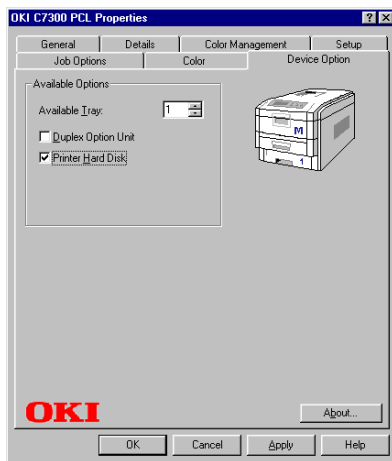 OKI C7300 PCL Properties
General Details Color Management Setup
Job Options Color Device Option
Available Options
Available Tray: 1
Duplex Option Unit
Printer Hard Disk
M
1
OKI
About...
OK Cancel Apply Help